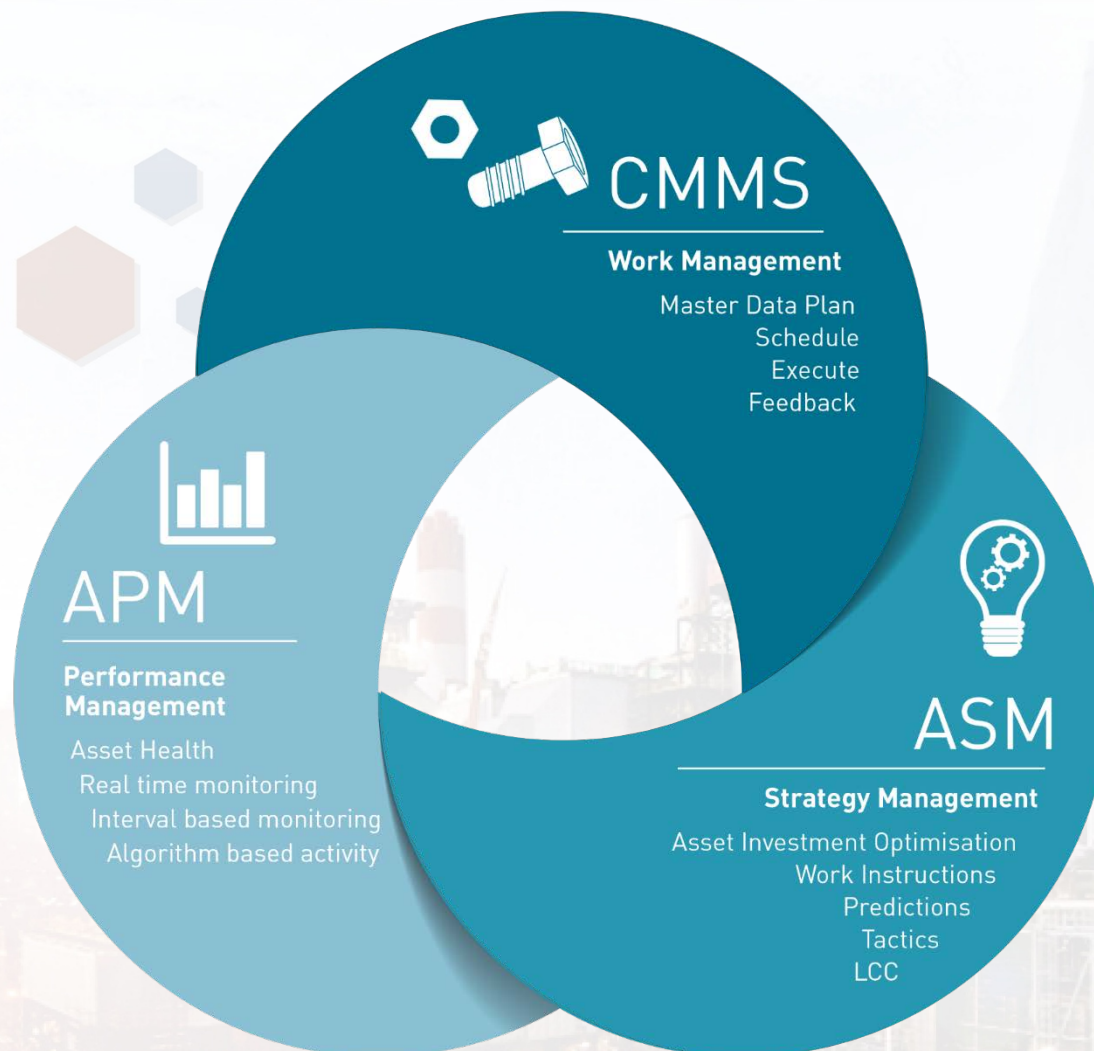 CMMS
Work Management
Master Data Plan
Schedule
Execute
Feedback
APM
Performance
Management
Asset Health
Real time monitoring
Interval based monitoring
Algorithm based activity
ASM
Strategy Management
Asset Investment Optimisation
Work Instructions
Predictions
Tactics
LCC